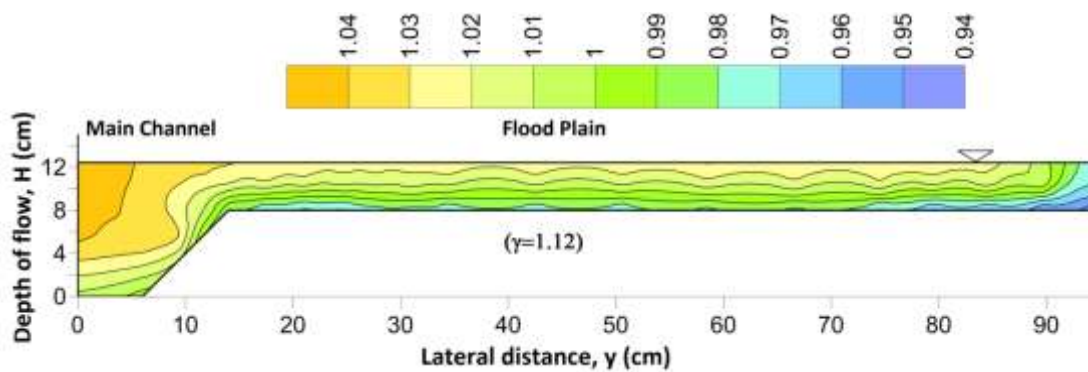 1.04 1.03 1.02 1.01 1 0.99 0.98 0.97 0.96 0.95 0.94
Main Channel Flood Plain
Depth of flow, H (cm)
12
8
4
0
(γ=1.12)
0 10 20 30 40 50 60 70 80 90
Lateral distance, y (cm)